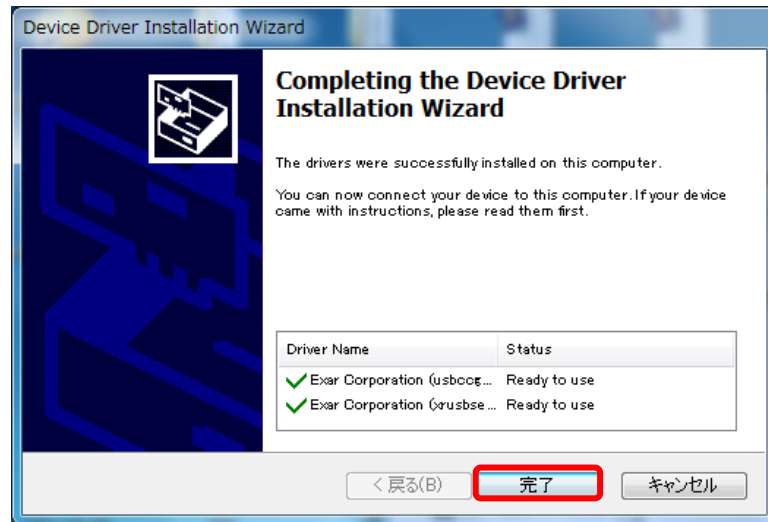 Device Driver Installation Wizard
Completing the Device Driver
Installation Wizard
The drivers were successfully installed on this computer.
You can now connect your device to this computer. If your device
came with instructions, please read them first.
Driver Name Status
Exar Corporation (usbccg... Ready to use
Exar Corporation (xrusbse... Ready to use
< 戻る(B) 完了 キャンセル